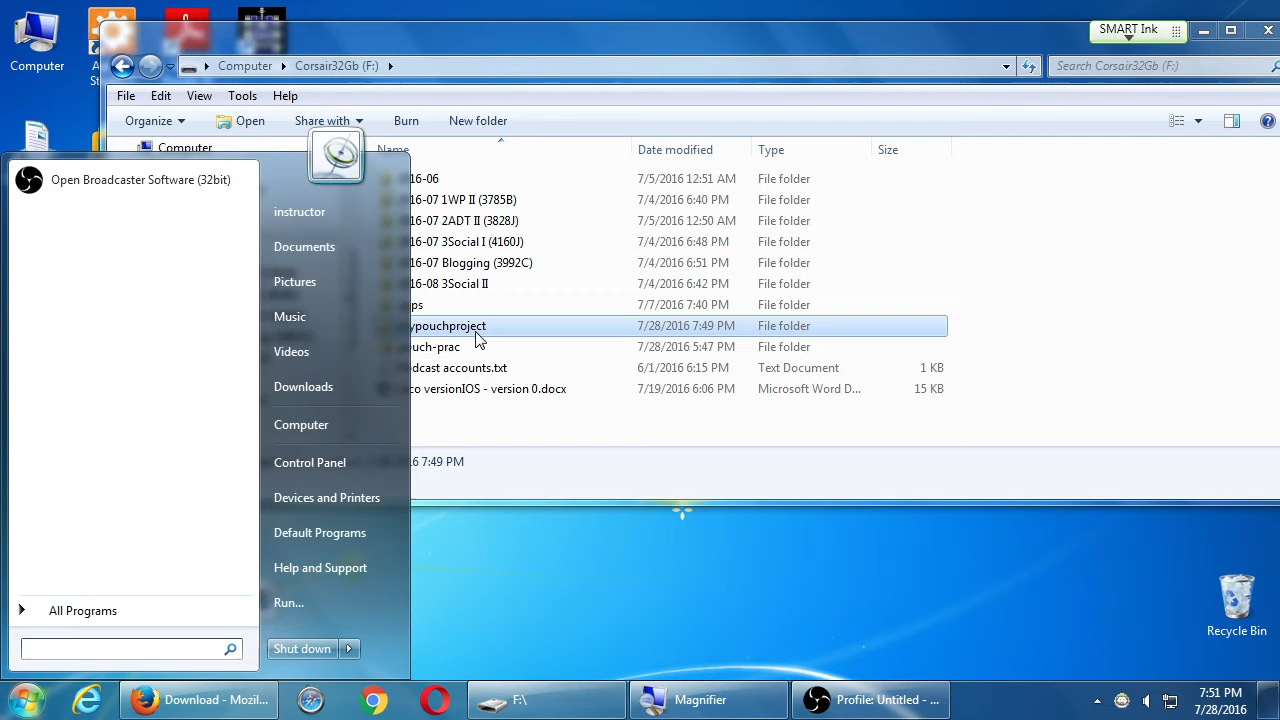 SMART Ink
Computer
Computer
Corsair32Gb (F:)
Search Corsair32Gb (F:)
File
Edit
View
Tools
Help
Organize
Open
Share with
Burn
New folder
Computer
Name
Date modified
Type
Size
16-06
7/5/2016 12:51 AM
File folder
16-07 1WP II (3785B)
7/4/2016 6:40 PM
File folder
16-07 2ADT II (3828J)
7/5/2016 12:50 AM
File folder
16-07 3Social I (4160J)
7/4/2016 6:48 PM
File folder
16-07 Blogging (3992C)
7/4/2016 6:51 PM
File folder
16-08 3Social II
7/4/2016 6:42 PM
File folder
7/7/2016 7:40 PM
File folder
ypouchproject
7/28/2016 7:49 PM
File folder
ouch-prac
7/28/2016 5:47 PM
File folder
dcast accounts.txt
6/1/2016 6:15 PM
Text Document
1 KB
co versionIOS - version 0.docx
7/19/2016 6:06 PM
Microsoft Word D...
15 KB
16 7:49 PM
Open Broadcaster Software (32bit)
All Programs
instructor
Documents
Pictures
Music
Videos
Downloads
Computer
Control Panel
Devices and Printers
Default Programs
Help and Support
Run...
Shut down
Recycle Bin
Download - Mozil...
F:\
Magnifier
Profile: Untitled - ...
7:51 PM
7/28/2016